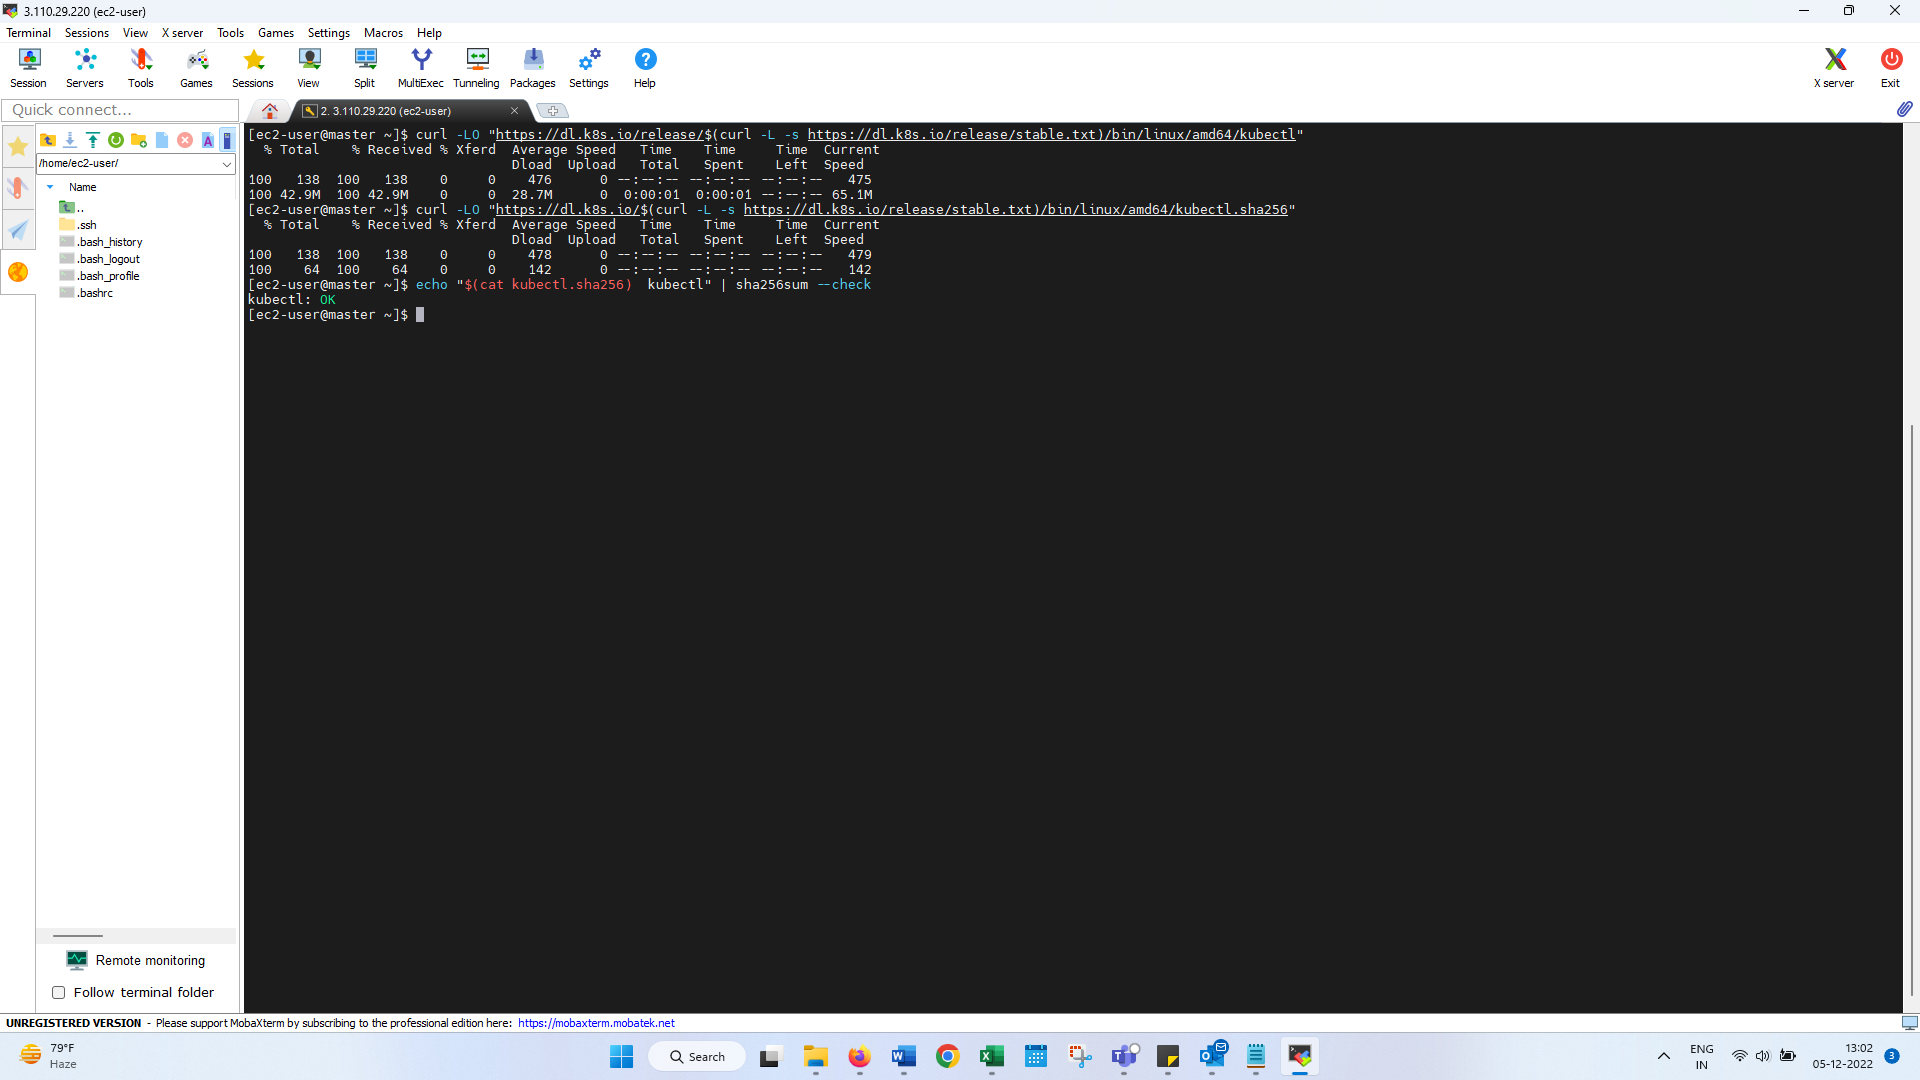 3.110.29.220 (ec2-user)
Terminal Sessions View X server Tools Games Settings Macros Help
Session Servers Tools Games Sessions View Split MultiExec Tunneling Packages Settings Help X server Exit
Quick connect...
2. 3.110.29.220 (ec2-user)
/home/ec2-user/
Name
..
.ssh
.bash_history
.bash_logout
.bash_profile
.bashrc
[ec2-user@master ~]$ curl -LO "https://dl.k8s.io/release/$(curl -L -s https://dl.k8s.io/release/stable.txt)/bin/linux/amd64/kubectl"
  % Total    % Received % Xferd  Average Speed   Time    Time     Time  Current
                                 Dload  Upload   Total   Spent    Left  Speed
100   138  100   138    0     0    476      0 --:--:-- --:--:-- --:--:--   475
100 42.9M  100 42.9M    0     0  28.7M      0  0:00:01  0:00:01 --:--:-- 65.1M
[ec2-user@master ~]$ curl -LO "https://dl.k8s.io/$(curl -L -s https://dl.k8s.io/release/stable.txt)/bin/linux/amd64/kubectl.sha256"
  % Total    % Received % Xferd  Average Speed   Time    Time     Time  Current
                                 Dload  Upload   Total   Spent    Left  Speed
100   138  100   138    0     0    478      0 --:--:-- --:--:-- --:--:--   479
100    64  100    64    0     0    142      0 --:--:-- --:--:-- --:--:--   142
[ec2-user@master ~]$ echo "$(cat kubectl.sha256)  kubectl" | sha256sum --check
kubectl: OK
[ec2-user@master ~]$
Remote monitoring
Follow terminal folder
UNREGISTERED VERSION - Please support MobaXterm by subscribing to the professional edition here: https://mobaxterm.mobatek.net
79°F
Haze
Search
ENG
IN
13:02
05-12-2022
3